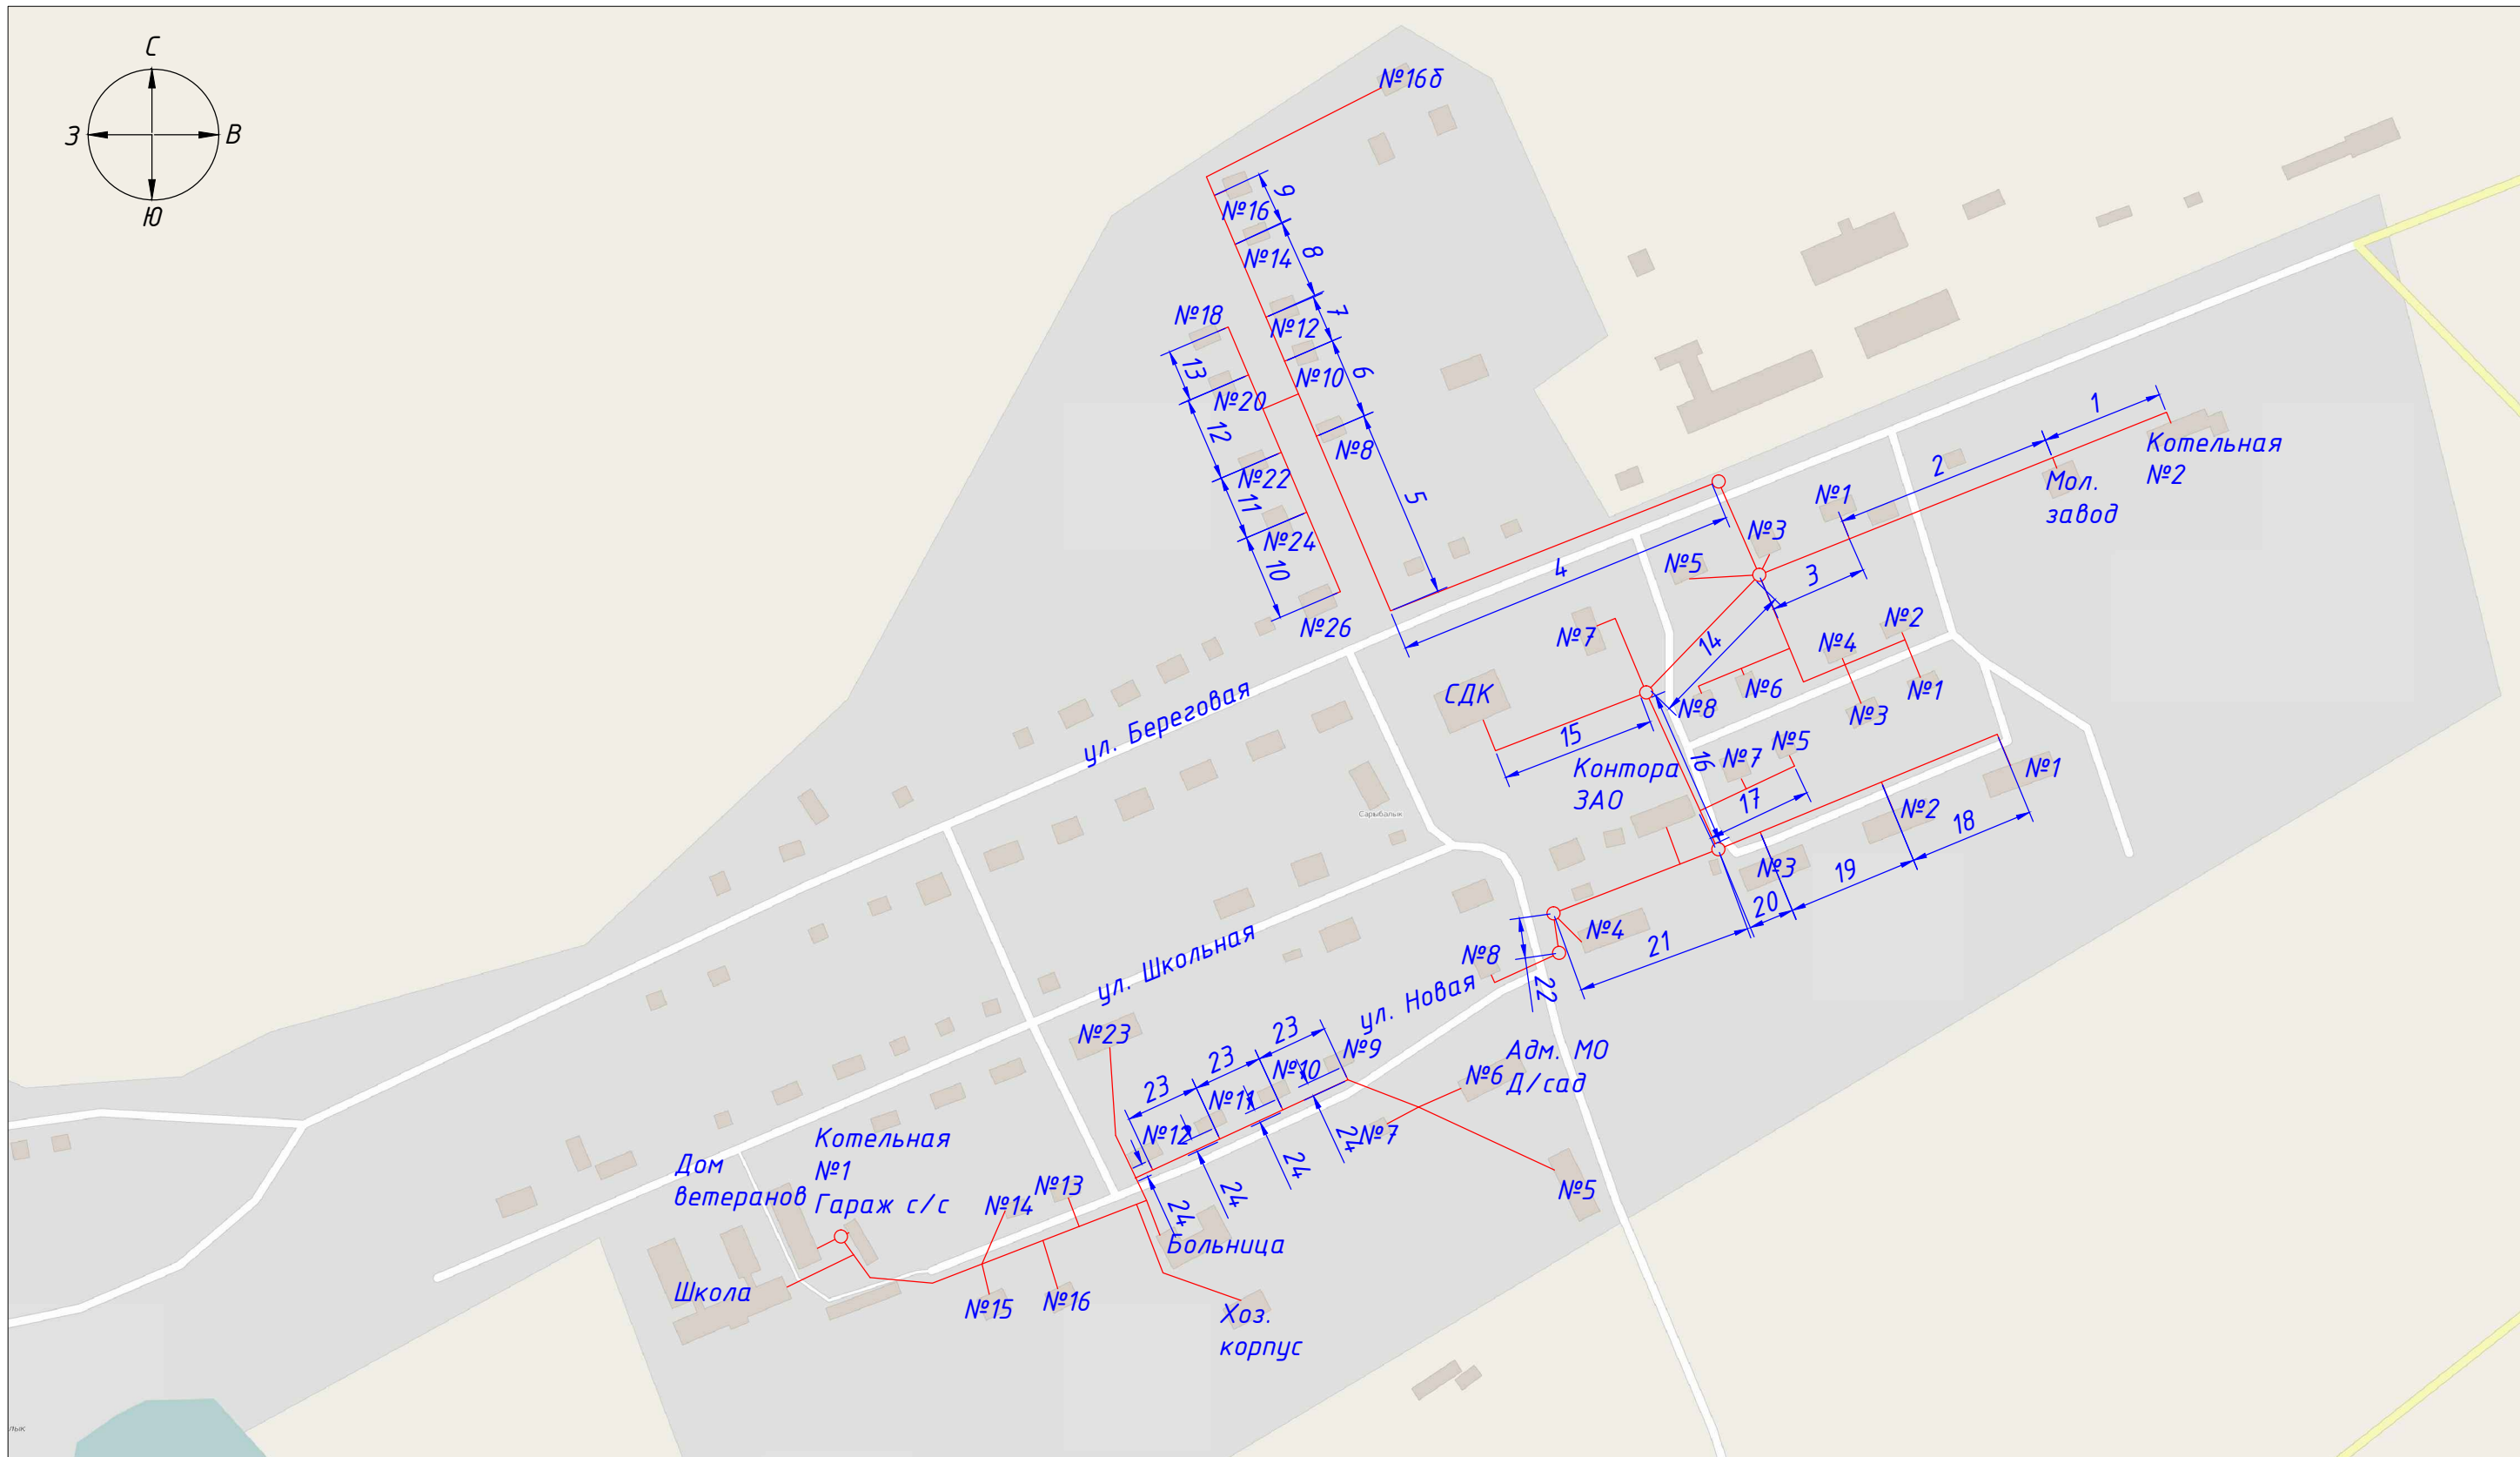 С
З
В
Ю
№16б
9
№16
8
№14
№18
7
№12
13
6
№10
№20
12
№8
№22
5
11
№24
10
№26
1
Котельная
№2
2
Мол.
завод
№1
№3
№5
4
3
№7
14
№4
№2
СДК
№8
№6
№1
№3
15
Контора
ЗАО
16
№7
№5
17
№1
№2
18
№3
19
20
№4
21
№8
22
ул. Береговая
Сарыбалык
ул. Школьная
ул. Новая
№23
23
23
23
№9
№10
№11
№12
Адм. МО
Д/сад
№6
№7
№5
24
24
24
24
Котельная
№1
Гараж с/с
Дом
ветеранов
№14
№13
Больница
Школа
№15
№16
Хоз.
корпус
лык